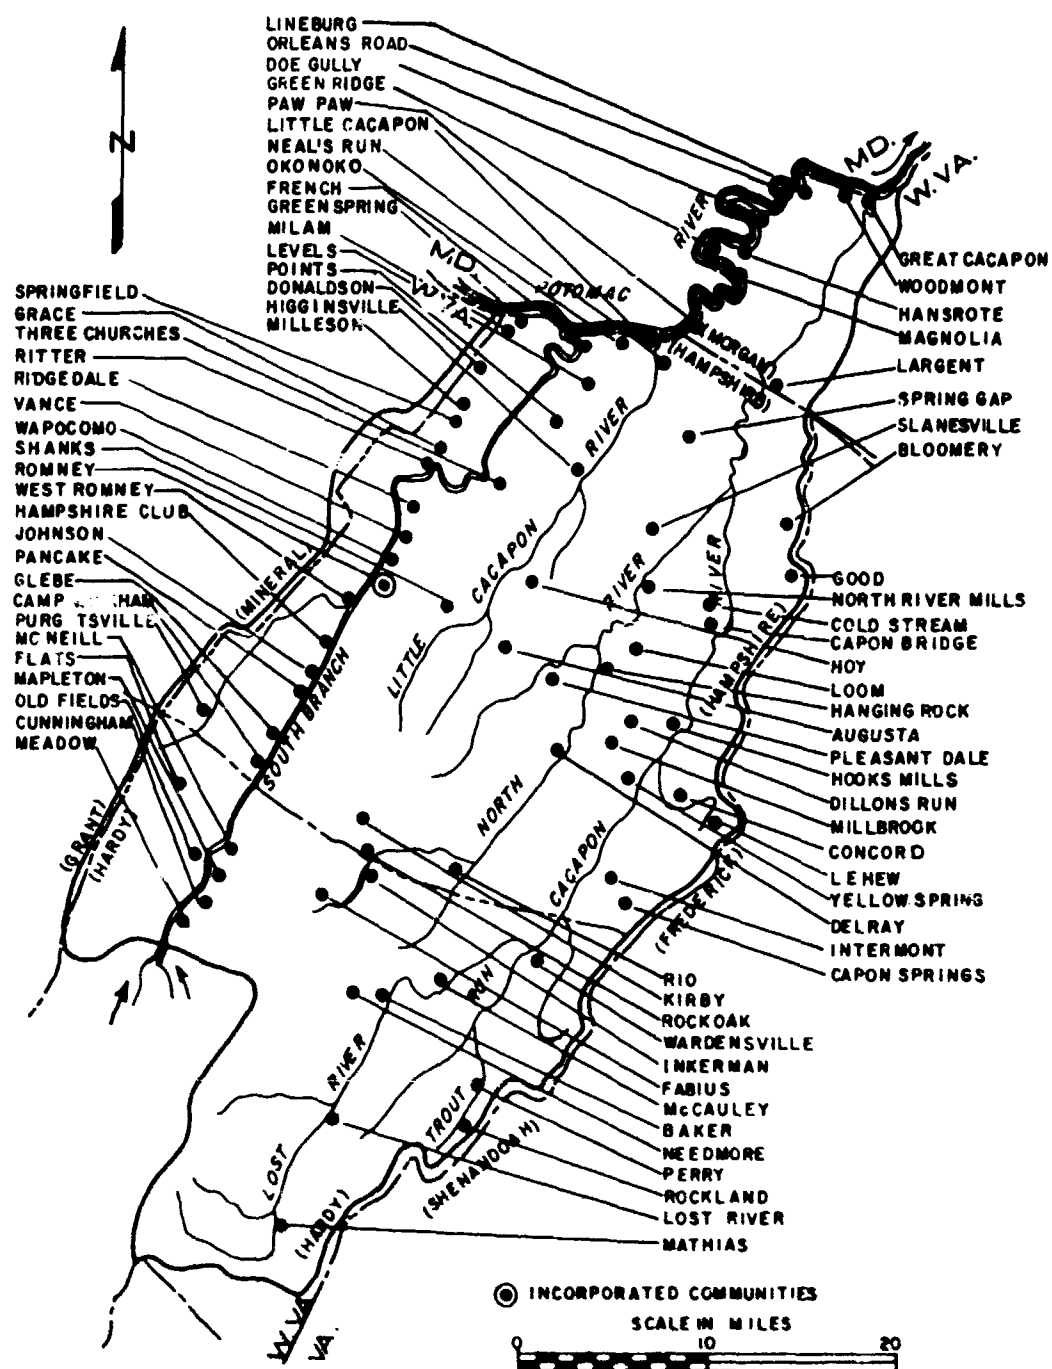 LINEBURG
ORLEANS ROAD
DOE GULLY
GREEN RIDGE
PAW PAW
LITTLE CACAPON
NEAL'S RUN
OKONOKO
FRENCH
GREEN SPRING
MILAM
LEVELS
POINTS
DONALDSON
HIGGINSVILLE
MILLESON
N
SPRINGFIELD
GRACE
THREE CHURCHES
RITTER
RIDGEDALE
VANCE
WAPOCOMO
SHANKS
ROMNEY
WEST ROMNEY
HAMPSHIRE CLUB
JOHNSON
PANCAKE
GLEBE
CAMP
PURG TSVILLE
MC NEILL
FLATS
MAPLETON
OLD FIELDS
CUNNINGHAM
MEADOW
MD.
W.VA.
MD.
W.VA.
POTOMAC
RIVER
(MORGAN)
(HAMPSHIRE)
GREAT CACAPON
WOODMONT
HANSROTE
MAGNOLIA
LARGENT
SPRING GAP
SLANESVILLE
BLOOMERY
GOOD
NORTH RIVER MILLS
COLD STREAM
CAPON BRIDGE
HOY
LOOM
HANGING ROCK
AUGUSTA
PLEASANT DALE
HOOKS MILLS
DILLONS RUN
MILLBROOK
CONCORD
LEHEW
YELLOW SPRING
DELRAY
INTERMONT
CAPON SPRINGS
LITTLE CACAPON RIVER
SOUTH BRANCH
NORTH RIVER
CACAPON RIVER
(MINERAL)
(HAMPSHIRE)
(GRANT)
(HARDY)
(FREDERICK)
RIO
KIRBY
ROCKOAK
WARDENSVILLE
INKERMAN
FABIUS
McCAULEY
BAKER
NEEDMORE
PERRY
ROCKLAND
LOST RIVER
MATHIAS
LOST RIVER
TROUT RUN
(HARDY)
(SHENANDOAH)
W.VA.
VA.
INCORPORATED COMMUNITIES
SCALE IN MILES
0 10 20